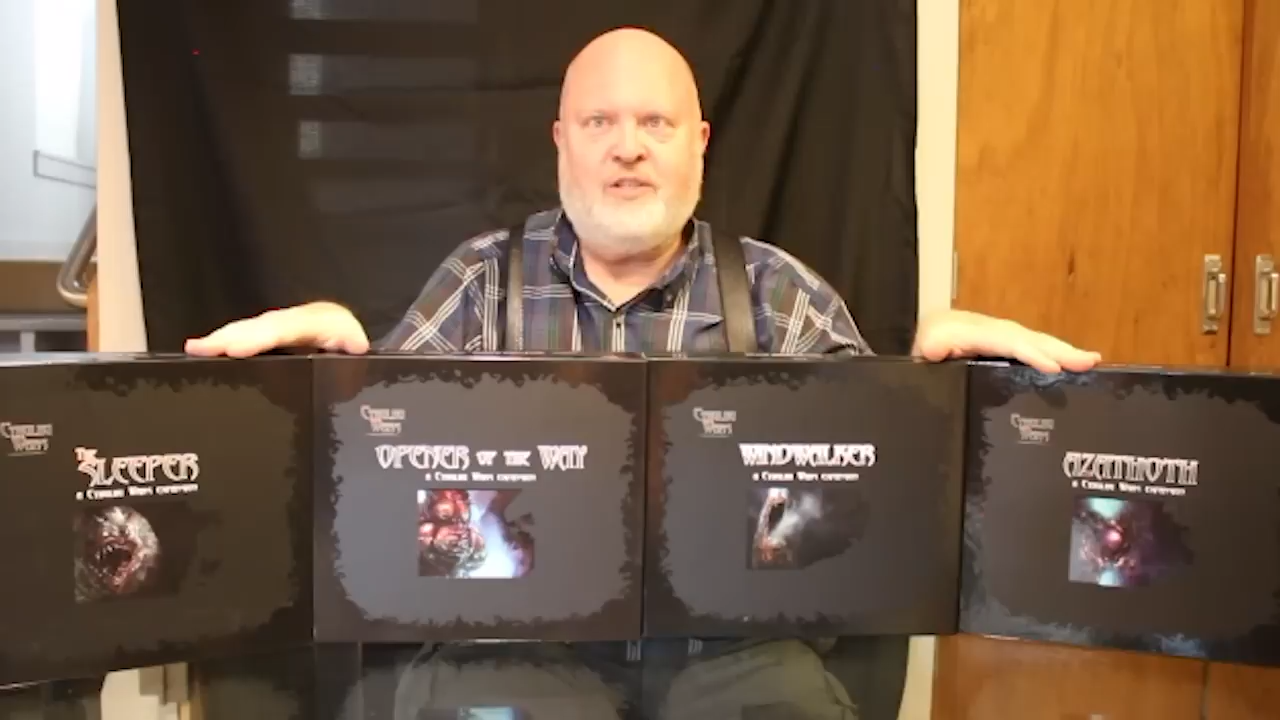 CTHULHU
WARS
THE
SLEEPER
A CTHULHU WARS EXPANSION
CTHULHU
WARS
OPENER OF THE WAY
A CTHULHU WARS EXPANSION
CTHULHU
WARS
WINDWALKER
A CTHULHU WARS EXPANSION
CTHULHU
WARS
AZATHOTH
A CTHULHU WARS EXPANSION